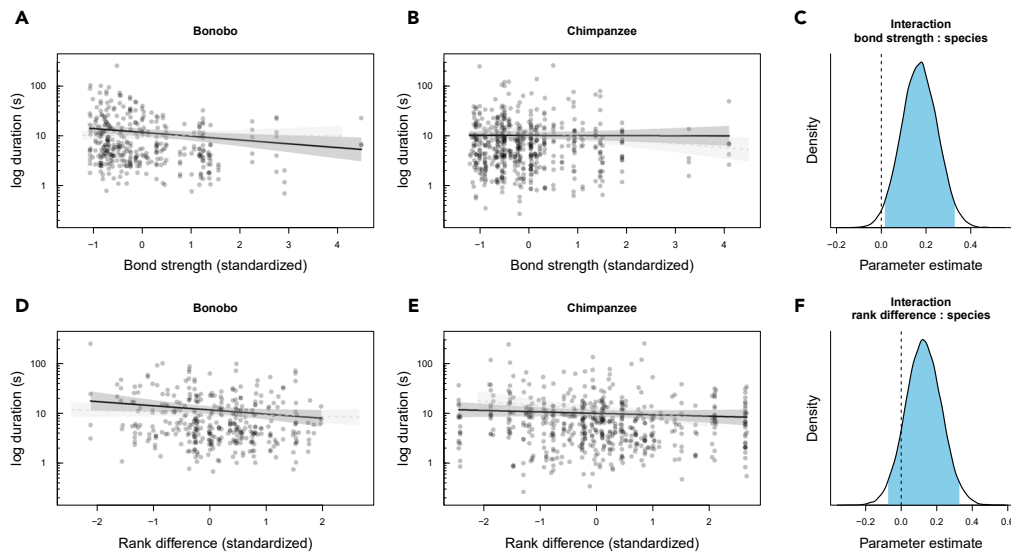 A
Bonobo
log duration (s)
100
10
1
−1
0
1
2
3
4
Bond strength (standardized)
B
Chimpanzee
log duration (s)
100
10
1
−1
0
1
2
3
4
Bond strength (standardized)
C
Interaction
bond strength : species
Density
−0.2
0.0
0.2
0.4
Parameter estimate
D
Bonobo
log duration (s)
100
10
1
−2
−1
0
1
2
Rank difference (standardized)
E
Chimpanzee
log duration (s)
100
10
1
−2
−1
0
1
2
Rank difference (standardized)
F
Interaction
rank difference : species
Density
−0.2
0.0
0.2
0.4
0.6
Parameter estimate